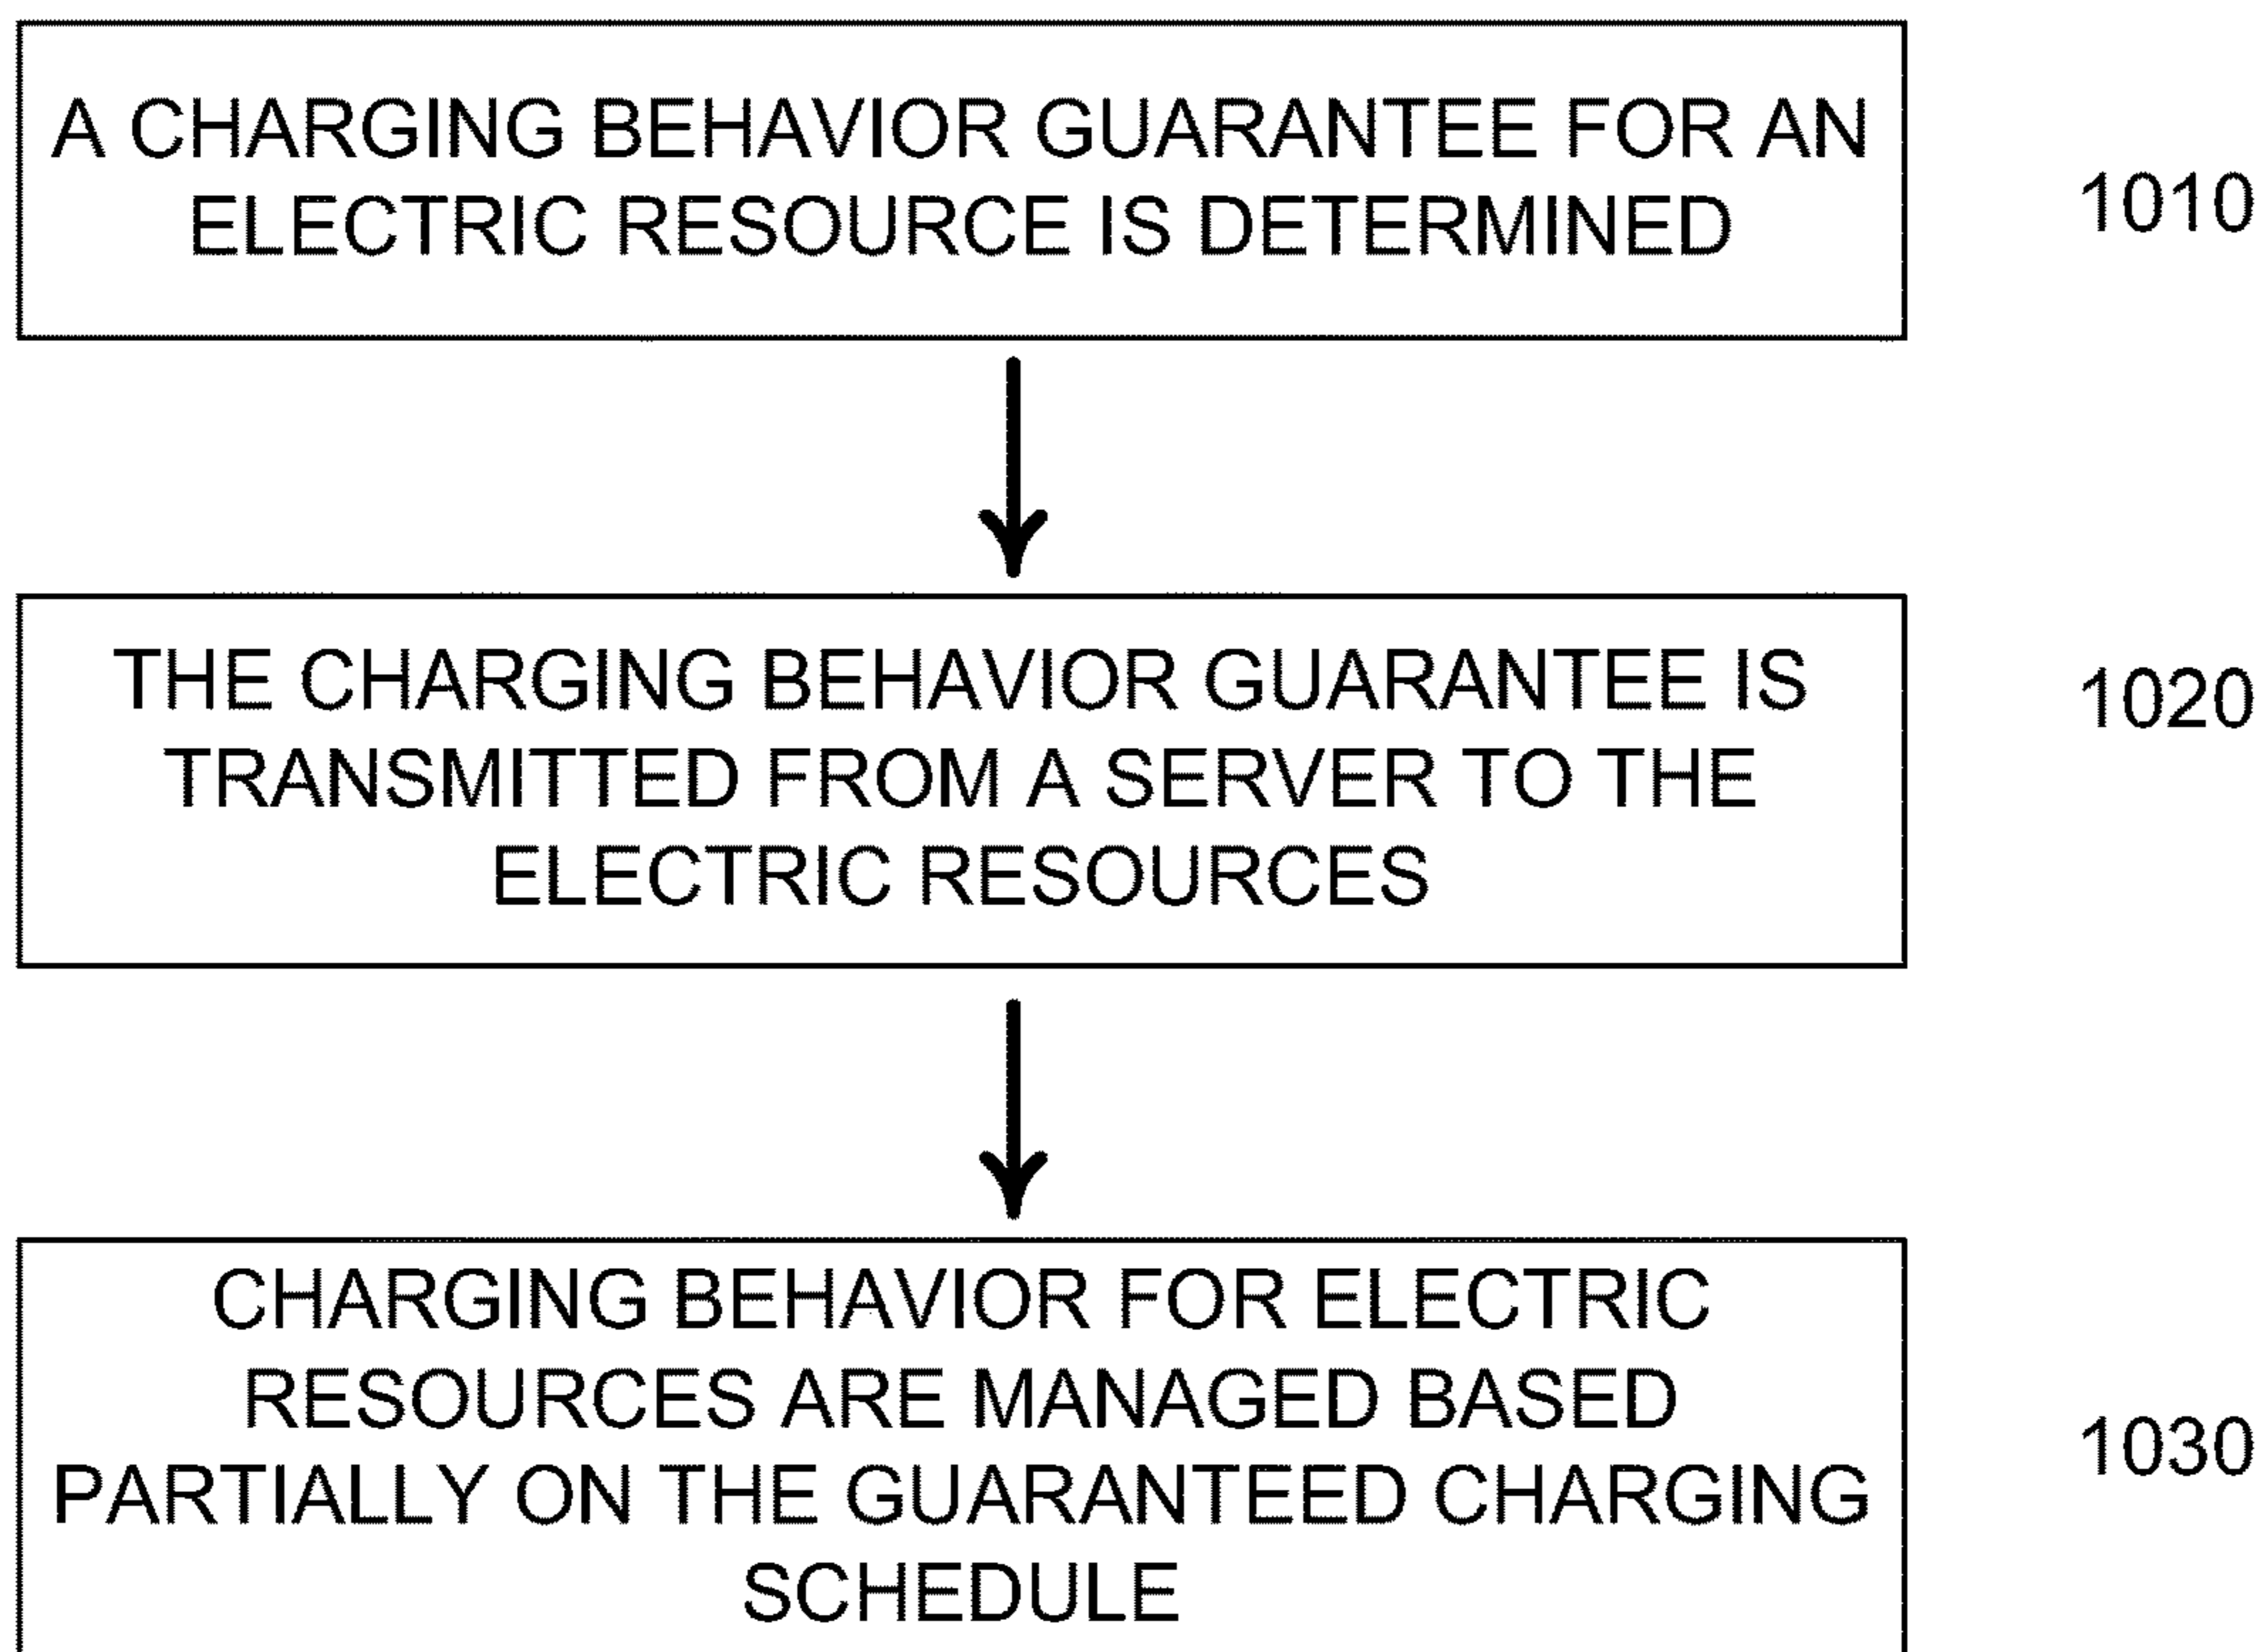 A CHARGING BEHAVIOR GUARANTEE FOR AN
ELECTRIC RESOURCE IS DETERMINED
1010
THE CHARGING BEHAVIOR GUARANTEE IS
TRANSMITTED FROM A SERVER TO THE
ELECTRIC RESOURCES
1020
CHARGING BEHAVIOR FOR ELECTRIC
RESOURCES ARE MANAGED BASED
PARTIALLY ON THE GUARANTEED CHARGING
SCHEDULE
1030